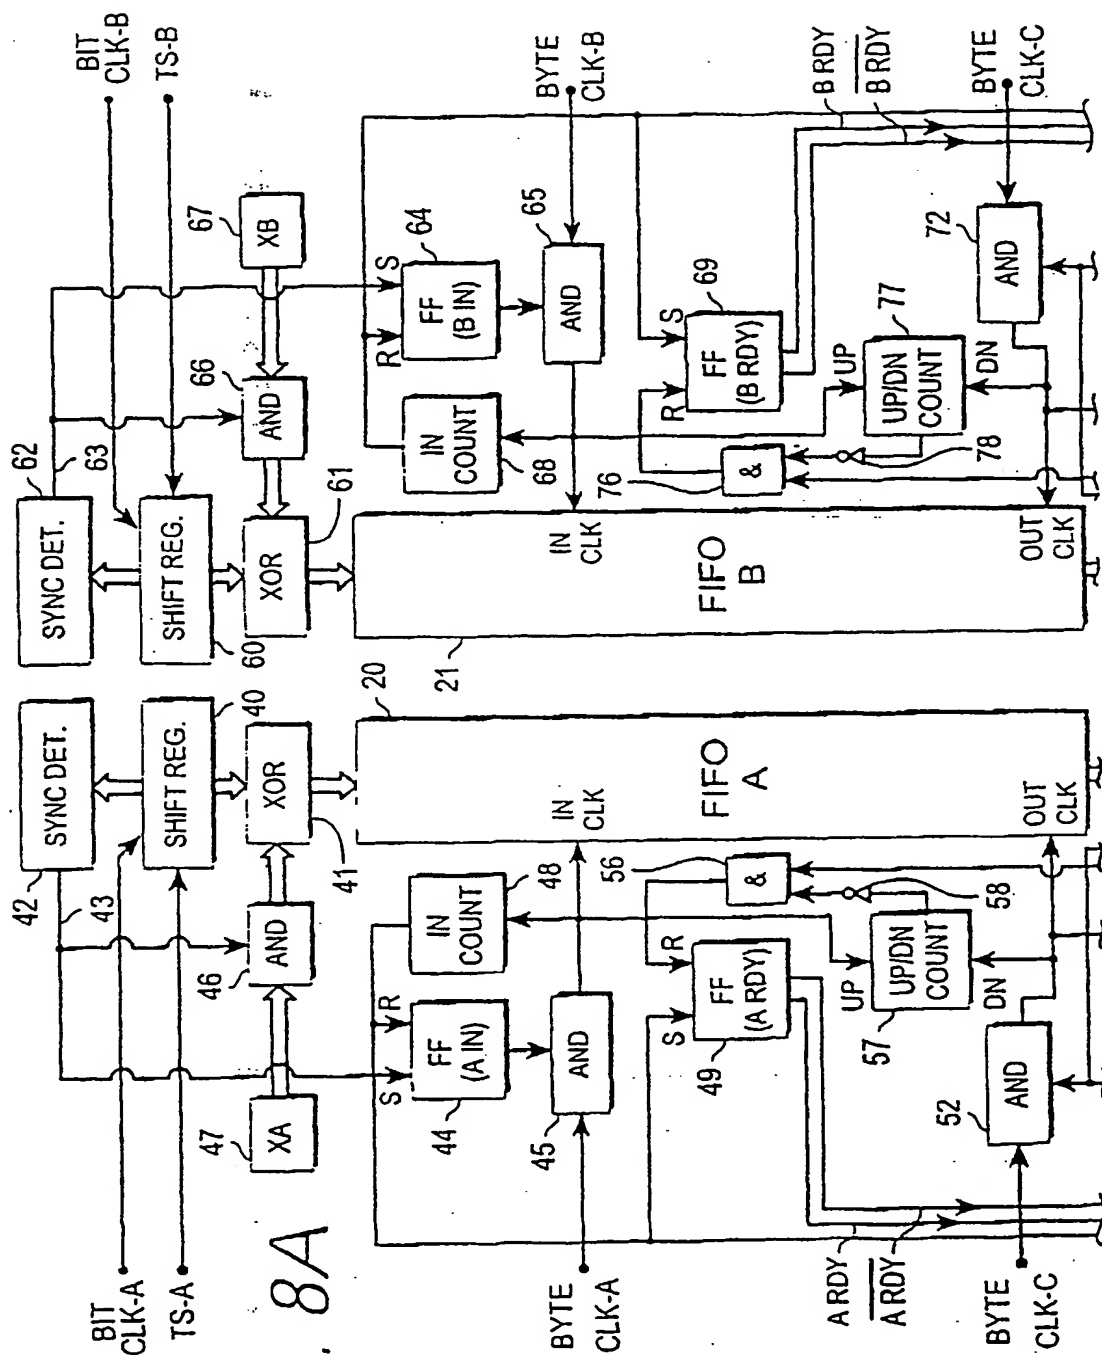 BIT
CLK-B
TS-B
BYTE
CLK-B
B RDY
B RDY
BYTE
CLK-C
62
63
SYNC DET.
SHIFT REG.
60
67
XB
66
AND
XOR
61
64
R
S
FF
(B IN)
65
AND
IN
COUNT
68
69
R
S
FF
(B RDY)
72
AND
77
UP
UP/DN
COUNT
DN
76
&
78
IN
CLK
FIFO
B
OUT
CLK
21
42
43
SYNC DET.
SHIFT REG.
40
20
XOR
41
46
AND
47
XA
IN
CLK
FIFO
A
OUT
CLK
IN
COUNT
48
56
&
58
S
R
FF
(A IN)
44
AND
45
S
R
FF
(A RDY)
49
UP
UP/DN
COUNT
DN
57
52
AND
BIT
CLK-A
TS-A
8A
BYTE
CLK-A
A RDY
A RDY
BYTE
CLK-C